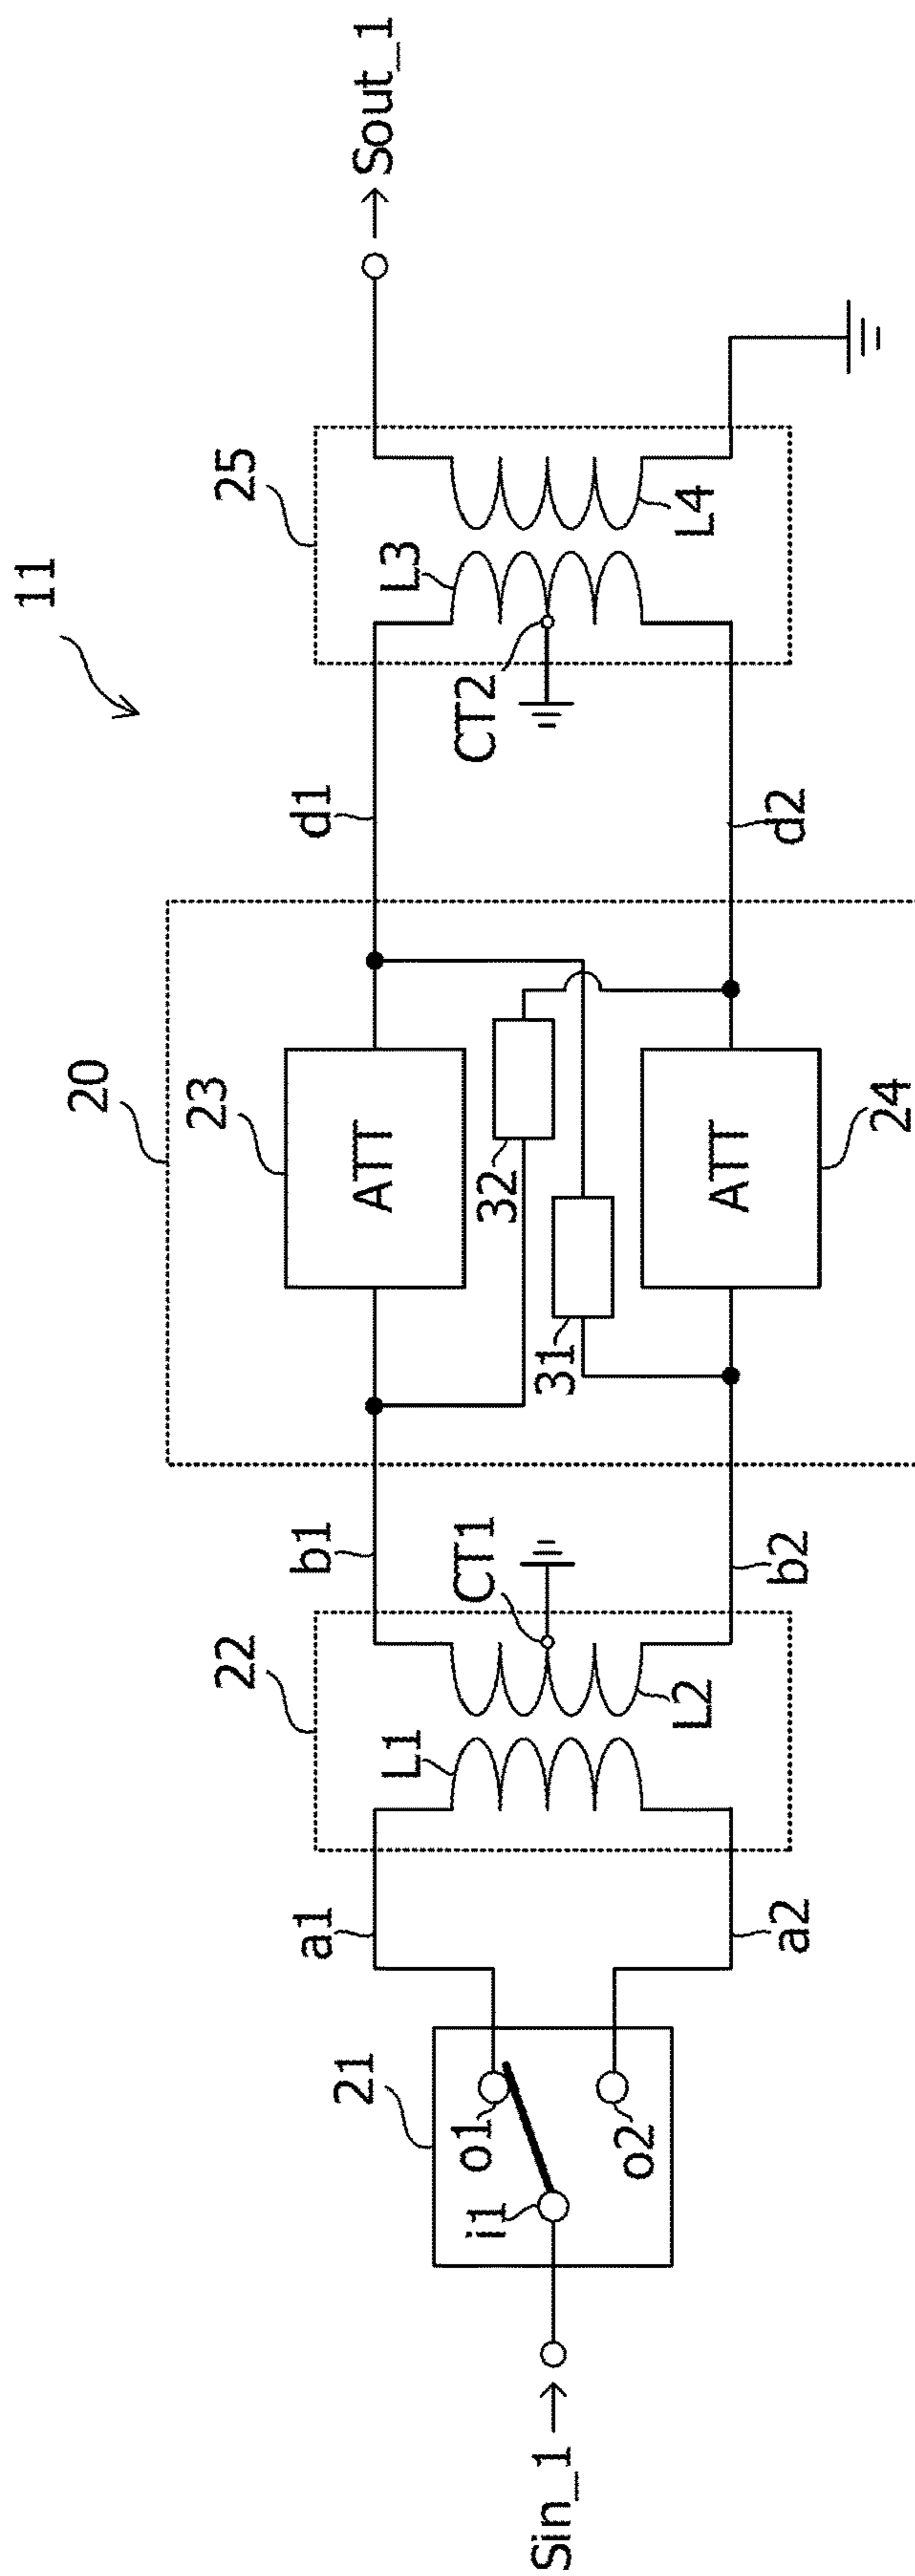 11
Sin_1
21
i1
o1
o2
a1
a2
22
L1
L2
CT1
b1
b2
20
23
ATT
32
31
ATT
24
d1
d2
25
L3
CT2
L4
Sout_1